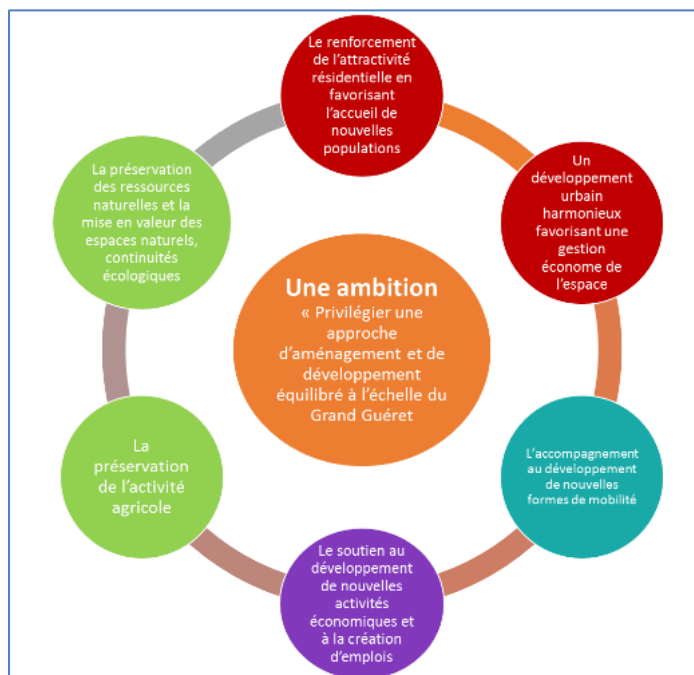 Le renforcement
de l'attractivité
résidentielle en
favorisant
l'accueil de
nouvelles
populations
Un
développement
urbain
harmonieux
favorisant une
gestion
économe de
l'espace
L'accompagnement
au développement
de nouvelles
formes de mobilité
Le soutien au
développement
de nouvelles
activités
économiques et
à la création
d'emplois
La
préservation
de l'activité
agricole
La préservation
des ressources
naturelles et la
mise en valeur des
espaces naturels,
continuités
écologiques
Une ambition
« Privilégier une
approche
d'aménagement et de
développement
équilibré à l'échelle du
Grand Guéret